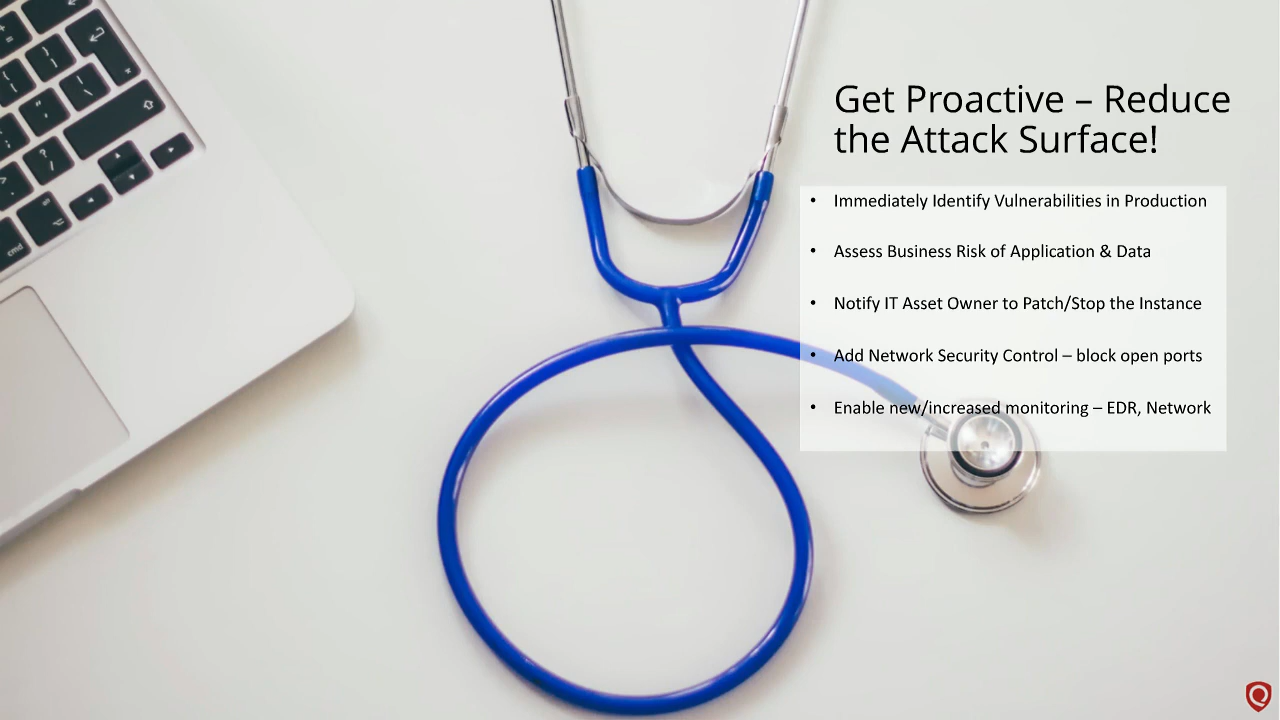 Get Proactive – Reduce
the Attack Surface!
• Immediately Identify Vulnerabilities in Production
• Assess Business Risk of Application & Data
• Notify IT Asset Owner to Patch/Stop the Instance
• Add Network Security Control – block open ports
• Enable new/increased monitoring – EDR, Network
cmd